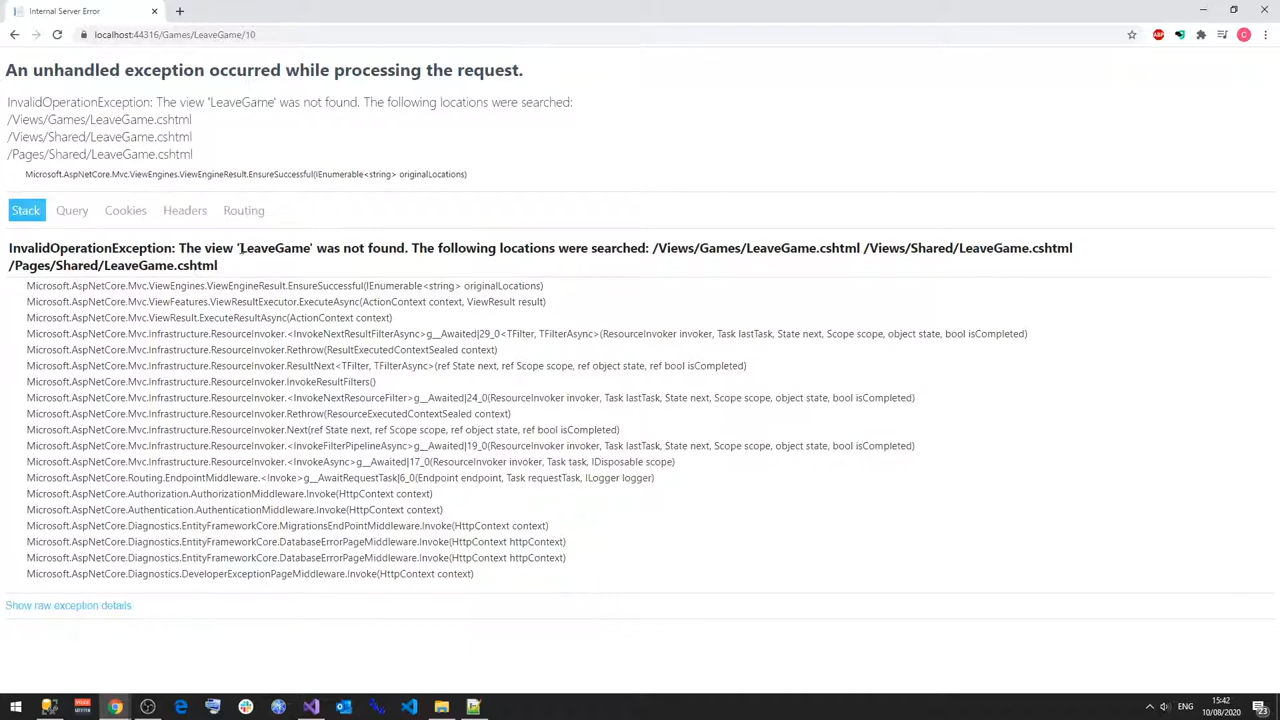 Internal Server Error
localhost:44316/Games/LeaveGame/10
ABP
C
An unhandled exception occurred while processing the request.
InvalidOperationException: The view 'LeaveGame' was not found. The following locations were searched:
/Views/Games/LeaveGame.cshtml
/Views/Shared/LeaveGame.cshtml
/Pages/Shared/LeaveGame.cshtml
Microsoft.AspNetCore.Mvc.ViewEngines.ViewEngineResult.EnsureSuccessful(IEnumerable<string> originalLocations)
Stack Query Cookies Headers Routing
InvalidOperationException: The view 'LeaveGame' was not found. The following locations were searched: /Views/Games/LeaveGame.cshtml /Views/Shared/LeaveGame.cshtml
/Pages/Shared/LeaveGame.cshtml
Microsoft.AspNetCore.Mvc.ViewEngines.ViewEngineResult.EnsureSuccessful(IEnumerable<string> originalLocations)
Microsoft.AspNetCore.Mvc.ViewFeatures.ViewResultExecutor.ExecuteAsync(ActionContext context, ViewResult result)
Microsoft.AspNetCore.Mvc.ViewResult.ExecuteResultAsync(ActionContext context)
Microsoft.AspNetCore.Mvc.Infrastructure.ResourceInvoker.<InvokeNextResultFilterAsync>g__Awaited|29_0<TFilter, TFilterAsync>(ResourceInvoker invoker, Task lastTask, State next, Scope scope, object state, bool isCompleted)
Microsoft.AspNetCore.Mvc.Infrastructure.ResourceInvoker.Rethrow(ResultExecutedContextSealed context)
Microsoft.AspNetCore.Mvc.Infrastructure.ResourceInvoker.ResultNext<TFilter, TFilterAsync>(ref State next, ref Scope scope, ref object state, ref bool isCompleted)
Microsoft.AspNetCore.Mvc.Infrastructure.ResourceInvoker.InvokeResultFilters()
Microsoft.AspNetCore.Mvc.Infrastructure.ResourceInvoker.<InvokeNextResourceFilter>g__Awaited|24_0(ResourceInvoker invoker, Task lastTask, State next, Scope scope, object state, bool isCompleted)
Microsoft.AspNetCore.Mvc.Infrastructure.ResourceInvoker.Rethrow(ResourceExecutedContextSealed context)
Microsoft.AspNetCore.Mvc.Infrastructure.ResourceInvoker.Next(ref State next, ref Scope scope, ref object state, ref bool isCompleted)
Microsoft.AspNetCore.Mvc.Infrastructure.ResourceInvoker.<InvokeFilterPipelineAsync>g__Awaited|19_0(ResourceInvoker invoker, Task lastTask, State next, Scope scope, object state, bool isCompleted)
Microsoft.AspNetCore.Mvc.Infrastructure.ResourceInvoker.<InvokeAsync>g__Awaited|17_0(ResourceInvoker invoker, Task task, IDisposable scope)
Microsoft.AspNetCore.Routing.EndpointMiddleware.<Invoke>g__AwaitRequestTask|6_0(Endpoint endpoint, Task requestTask, ILogger logger)
Microsoft.AspNetCore.Authorization.AuthorizationMiddleware.Invoke(HttpContext context)
Microsoft.AspNetCore.Authentication.AuthenticationMiddleware.Invoke(HttpContext context)
Microsoft.AspNetCore.Diagnostics.EntityFrameworkCore.MigrationsEndPointMiddleware.Invoke(HttpContext context)
Microsoft.AspNetCore.Diagnostics.EntityFrameworkCore.DatabaseErrorPageMiddleware.Invoke(HttpContext httpContext)
Microsoft.AspNetCore.Diagnostics.EntityFrameworkCore.DatabaseErrorPageMiddleware.Invoke(HttpContext httpContext)
Microsoft.AspNetCore.Diagnostics.DeveloperExceptionPageMiddleware.Invoke(HttpContext context)
Show raw exception details
ENG
15:42
10/08/2020
23